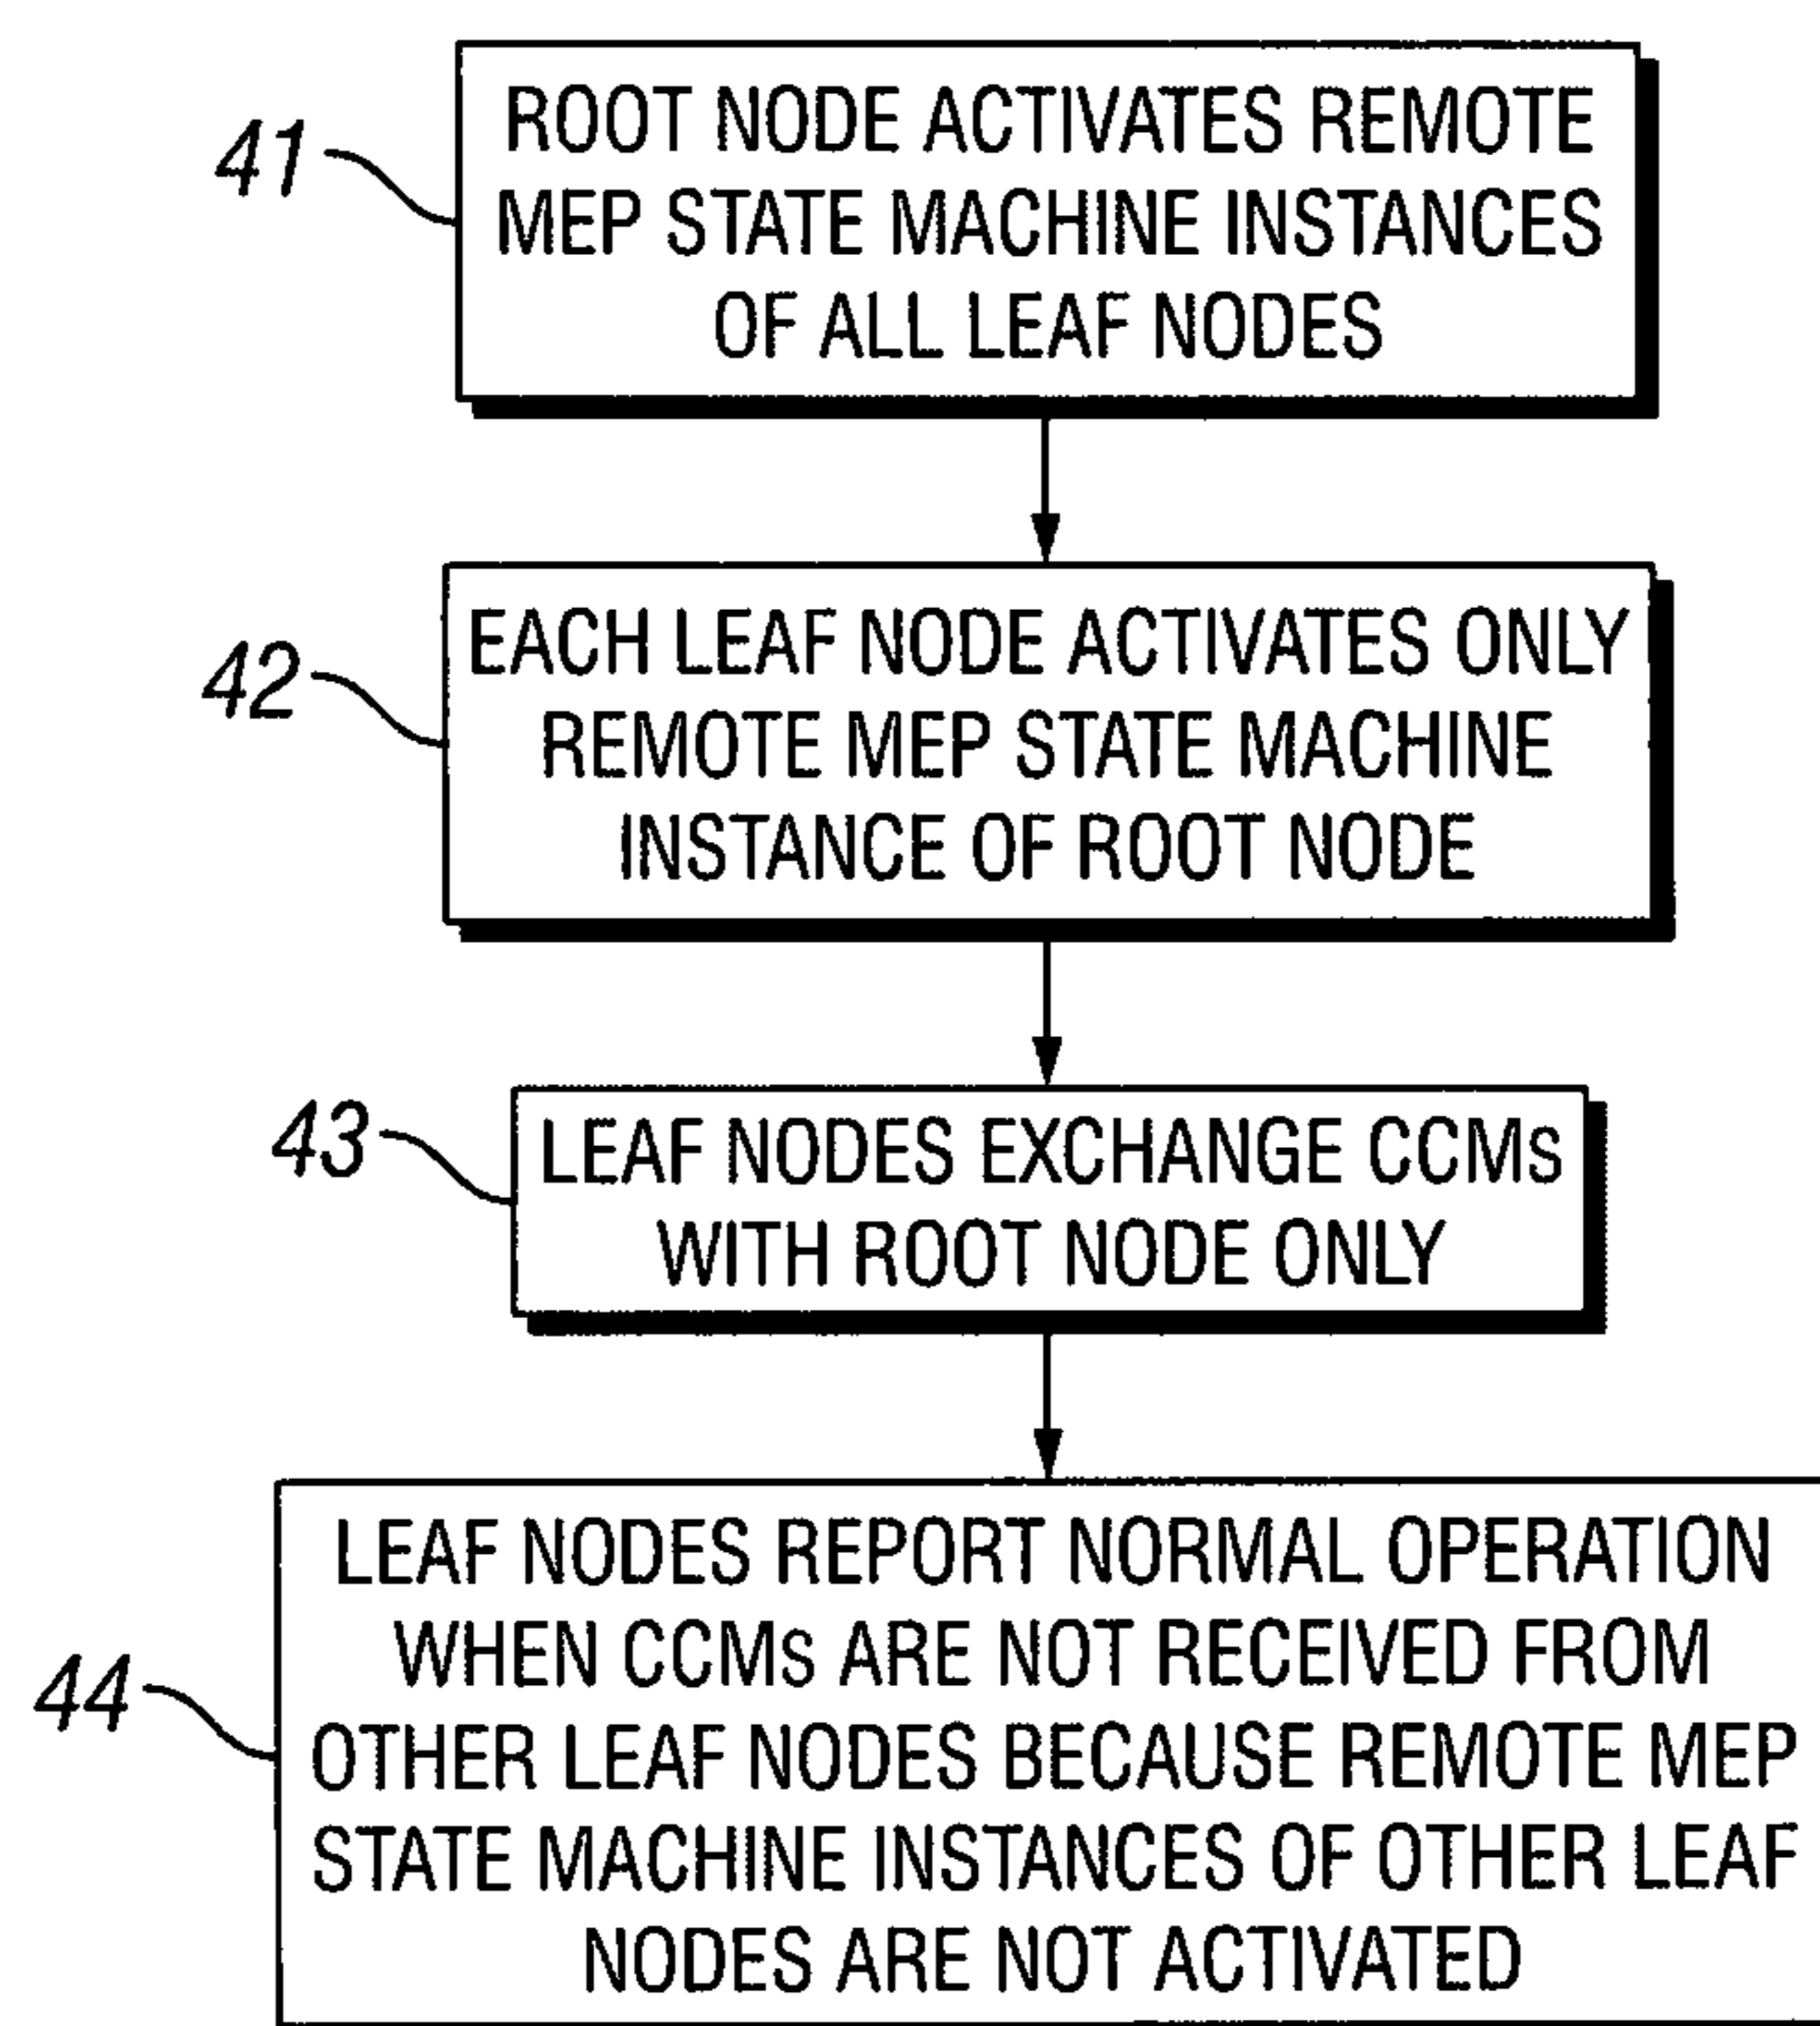 41
ROOT NODE ACTIVATES REMOTE
MEP STATE MACHINE INSTANCES
OF ALL LEAF NODES
42
EACH LEAF NODE ACTIVATES ONLY
REMOTE MEP STATE MACHINE
INSTANCE OF ROOT NODE
43
LEAF NODES EXCHANGE CCMs
WITH ROOT NODE ONLY
44
LEAF NODES REPORT NORMAL OPERATION
WHEN CCMs ARE NOT RECEIVED FROM
OTHER LEAF NODES BECAUSE REMOTE MEP
STATE MACHINE INSTANCES OF OTHER LEAF
NODES ARE NOT ACTIVATED